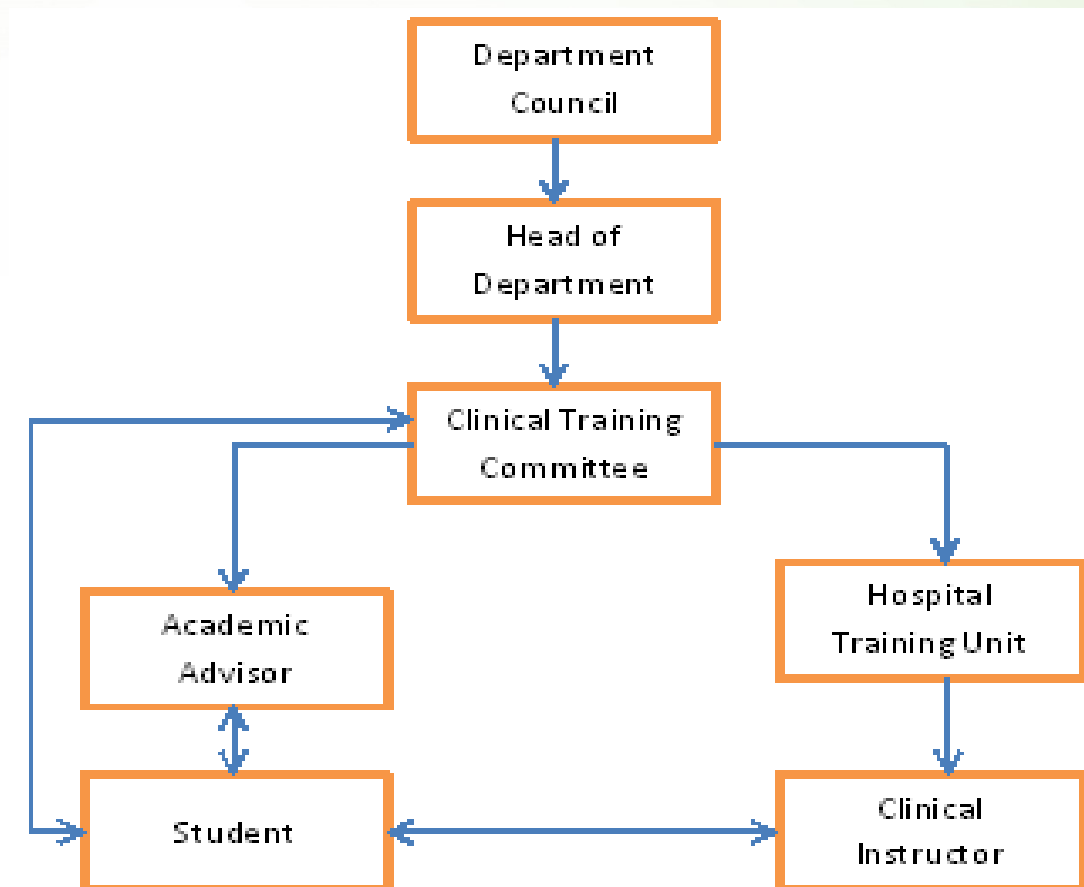 Department
Council
Head of
Department
Clinical Training
Committee
Academic
Advisor
Hospital
Training Unit
Student
Clinical
Instructor